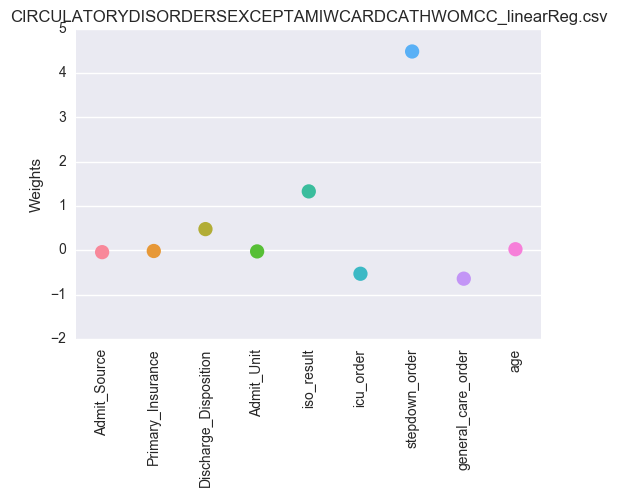 CIRCULATORYDISORDERSEXCEPTAMIWCARDCATHWOMCC_linearReg.csv
5
4
3
2
1
0
−1
−2
Weights
Admit_Source
Primary_Insurance
Discharge_Disposition
Admit_Unit
iso_result
icu_order
stepdown_order
general_care_order
age